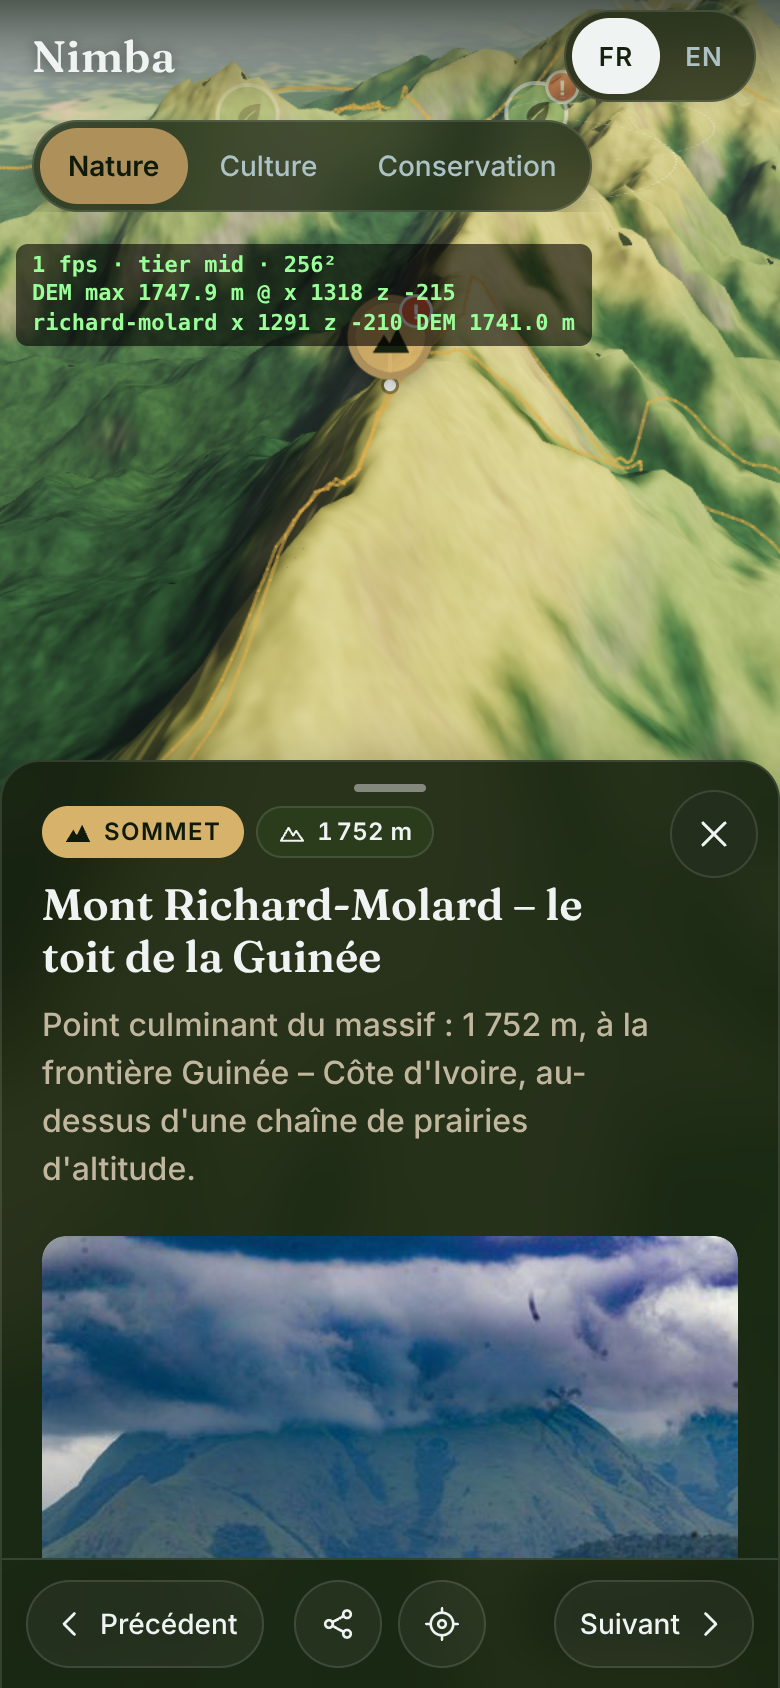 Nimba
FR EN
Nature Culture Conservation
1 fps · tier mid · 256²
DEM max 1747.9 m @ x 1318 z -215
richard-molard x 1291 z -210 DEM 1741.0 m
SOMMET 1 752 m
Mont Richard-Molard – le
toit de la Guinée
Point culminant du massif : 1 752 m, à la
frontière Guinée – Côte d'Ivoire, au-
dessus d'une chaîne de prairies
d'altitude.
Précédent Suivant